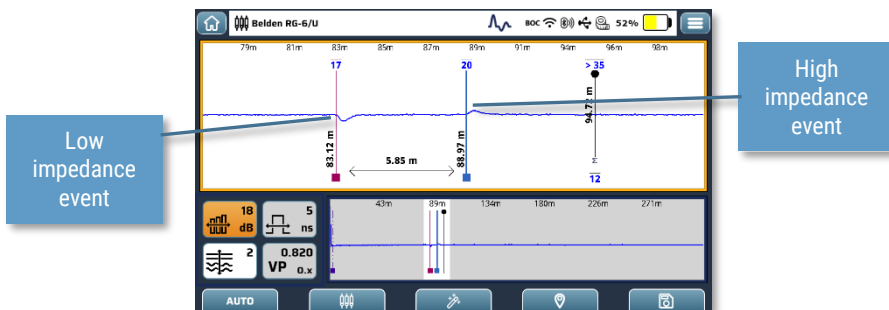 Belden RG-6/U
BOC
52%
79m 81m 83m 85m 87m 89m 91m 94m 96m 98m
17
20
> 35
83.12 m
5.85 m
88.97 m
94.72 m
12
Low
impedance
event
High
impedance
event
18
dB
5
ns
2
0.820
VP 0.x
43m 89m 134m 180m 226m 271m
AUTO